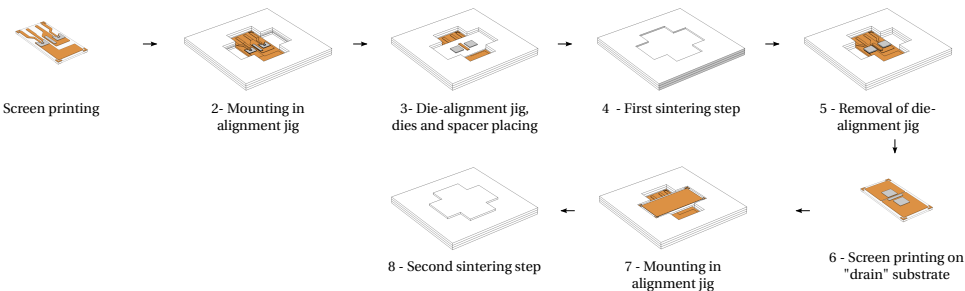 Screen printing
2- Mounting in
alignment jig
3- Die-alignment jig,
dies and spacer placing
4 - First sintering step
5 - Removal of die-
alignment jig
6 - Screen printing on
"drain" substrate
7 - Mounting in
alignment jig
8 - Second sintering step